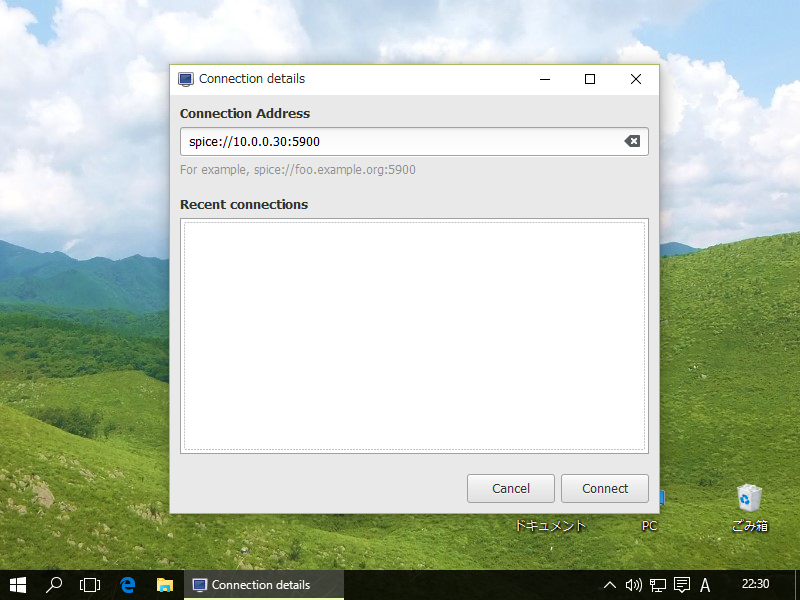 Connection details
Connection Address
spice://10.0.0.30:5900
For example, spice://foo.example.org:5900
Recent connections
Cancel
Connect
ドキュメント
PC
ごみ箱
Connection details
A
22:30